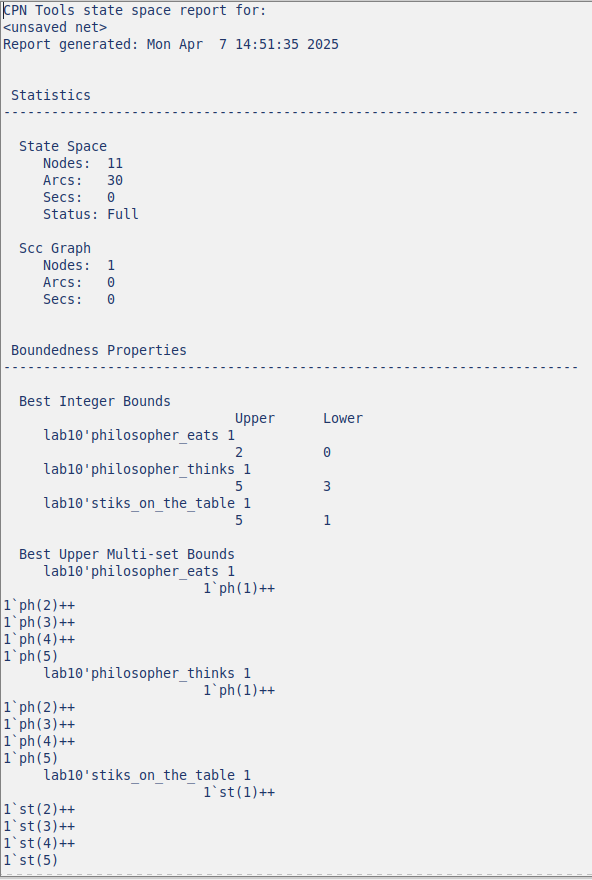 CPN Tools state space report for:
<unsaved net>
Report generated: Mon Apr  7 14:51:35 2025
Statistics
------------------------------------------------------------------------
State Space
Nodes:  11
Arcs:   30
Secs:   0
Status: Full
Scc Graph
Nodes:  1
Arcs:   0
Secs:   0
Boundedness Properties
------------------------------------------------------------------------
Best Integer Bounds
Upper      Lower
lab10'philosopher_eats 1
2          0
lab10'philosopher_thinks 1
5          3
lab10'stiks_on_the_table 1
5          1
Best Upper Multi-set Bounds
lab10'philosopher_eats 1
1`ph(1)++
1`ph(2)++
1`ph(3)++
1`ph(4)++
1`ph(5)
lab10'philosopher_thinks 1
1`ph(1)++
1`ph(2)++
1`ph(3)++
1`ph(4)++
1`ph(5)
lab10'stiks_on_the_table 1
1`st(1)++
1`st(2)++
1`st(3)++
1`st(4)++
1`st(5)